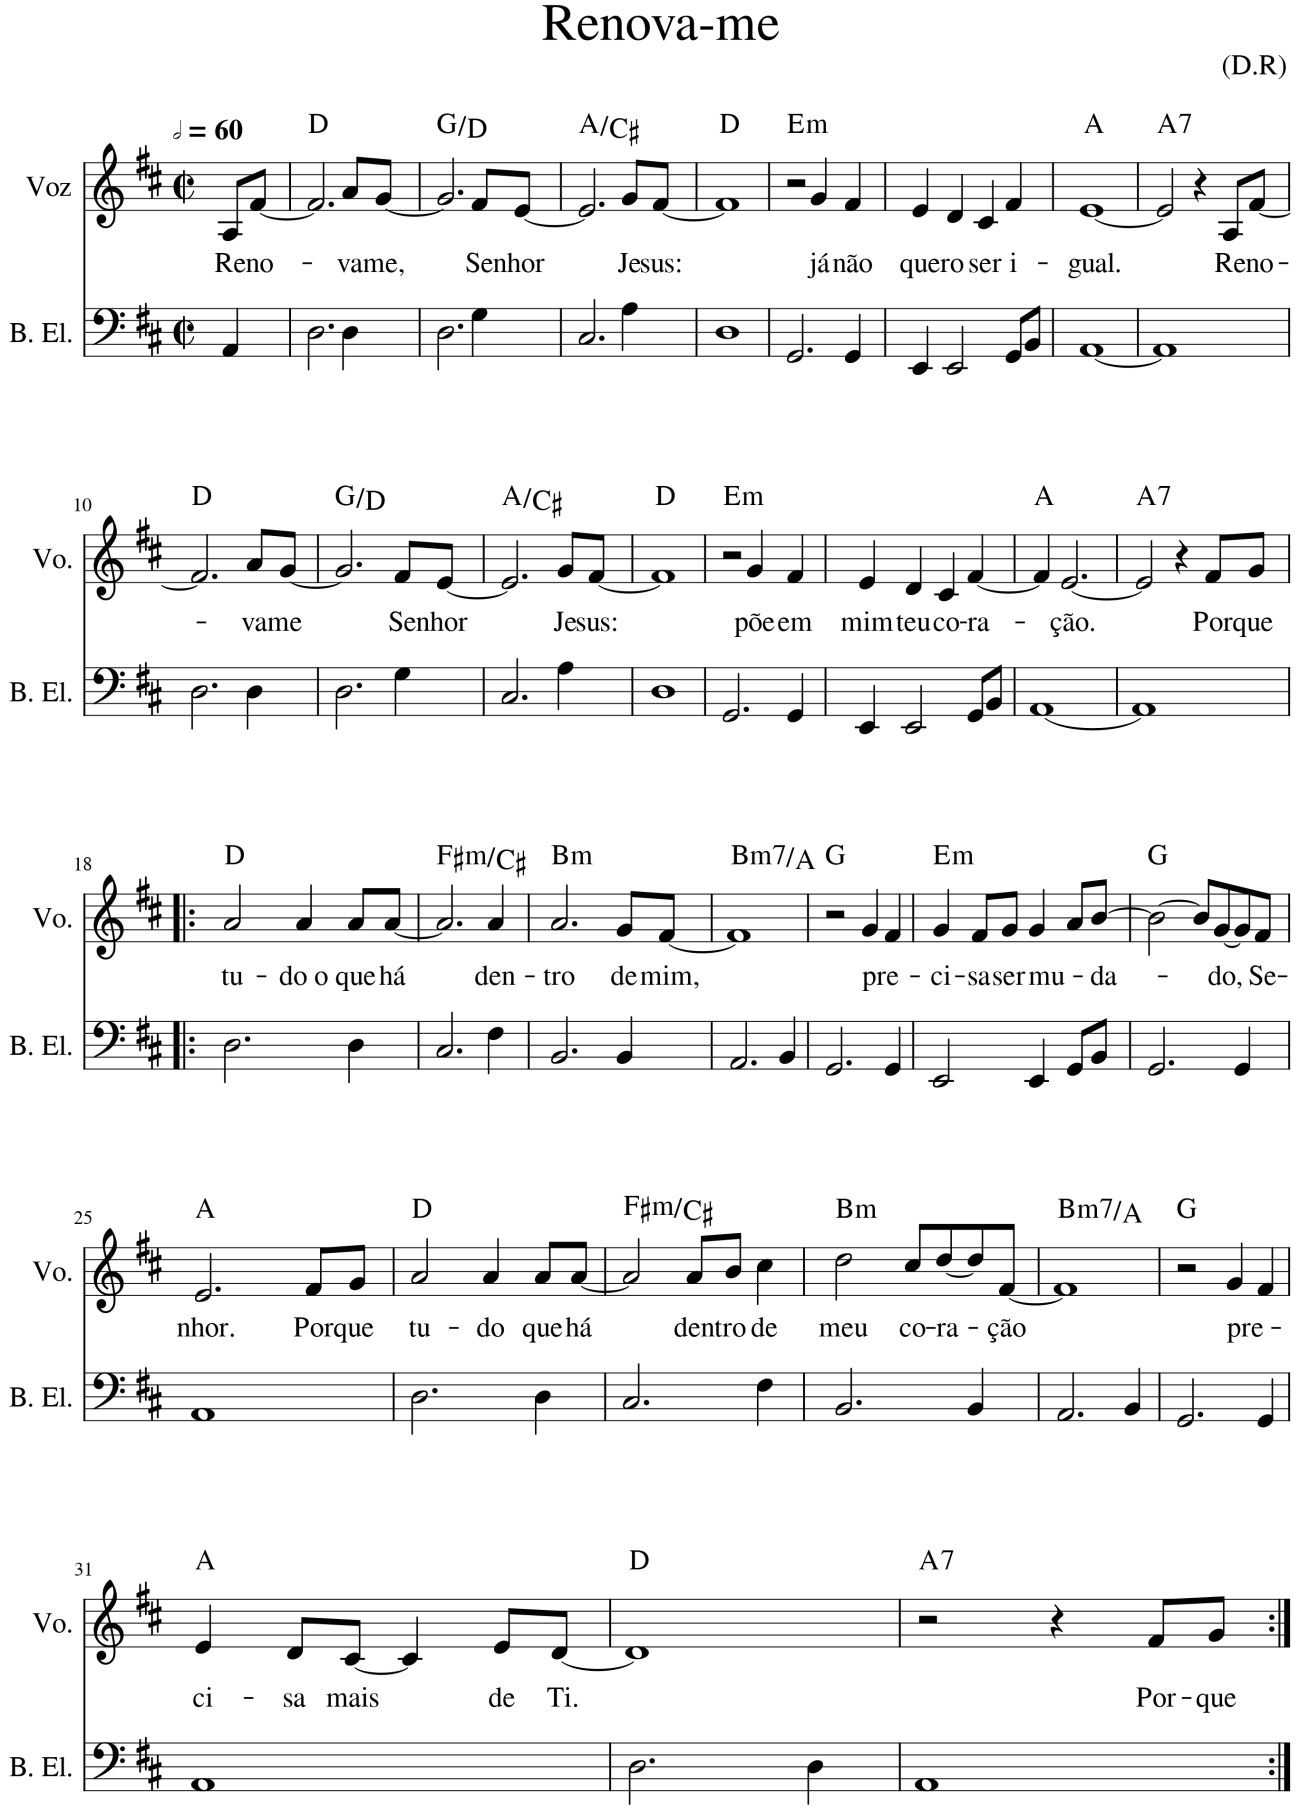 Renova-me
(D.R)
𝅗𝅥 = 60
D G/D A/C♯ D Em A A7
Voz
Reno - vame, Senhor Jesus: já não quero ser i - gual. Reno -
B. El.
10
D G/D A/C♯ D Em A A7
Vo.
- vame Senhor Jesus: põe em mim teu co - ra - ção. Porque
B. El.
18
D F♯m/C♯ Bm Bm7/A G Em G
Vo.
tu - do o que há den - tro de mim, pre - ci - sa ser mu - da - do, Se -
B. El.
25
A D F♯m/C♯ Bm Bm7/A G
Vo.
nhor. Porque tu - do que há dentro de meu co - ra - ção pre -
B. El.
31
A D A7
Vo.
ci - sa mais de Ti. Por - que
B. El.